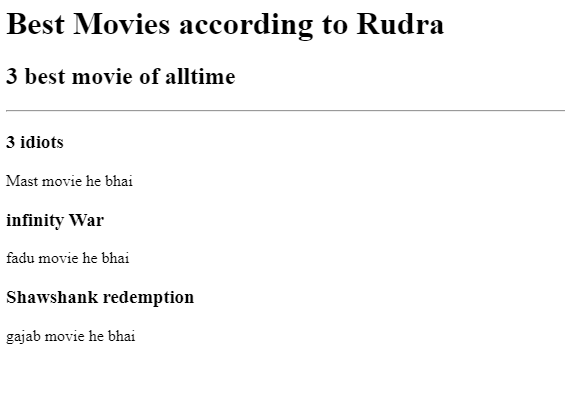 Best Movies according to Rudra
3 best movie of alltime
3 idiots
Mast movie he bhai
infinity War
fadu movie he bhai
Shawshank redemption
gajab movie he bhai